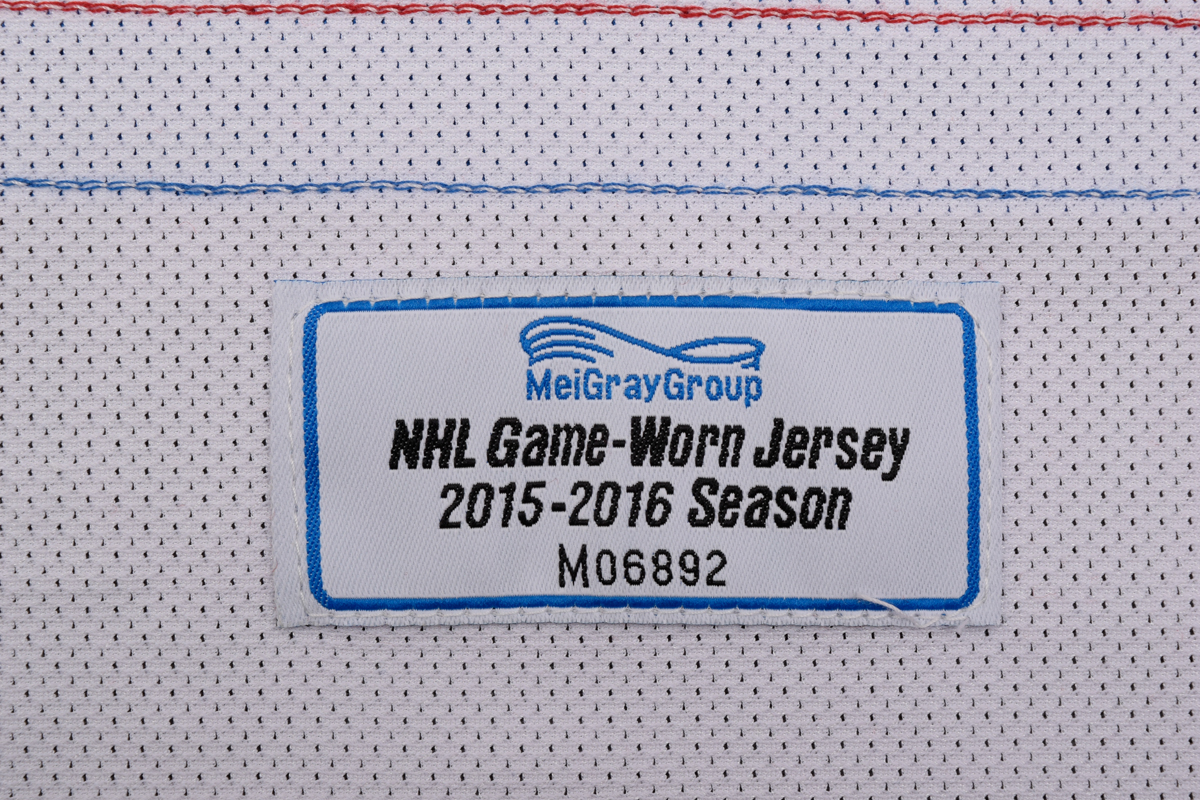 MeiGrayGroup
NHL Game-Worn Jersey
2015-2016 Season
M06892